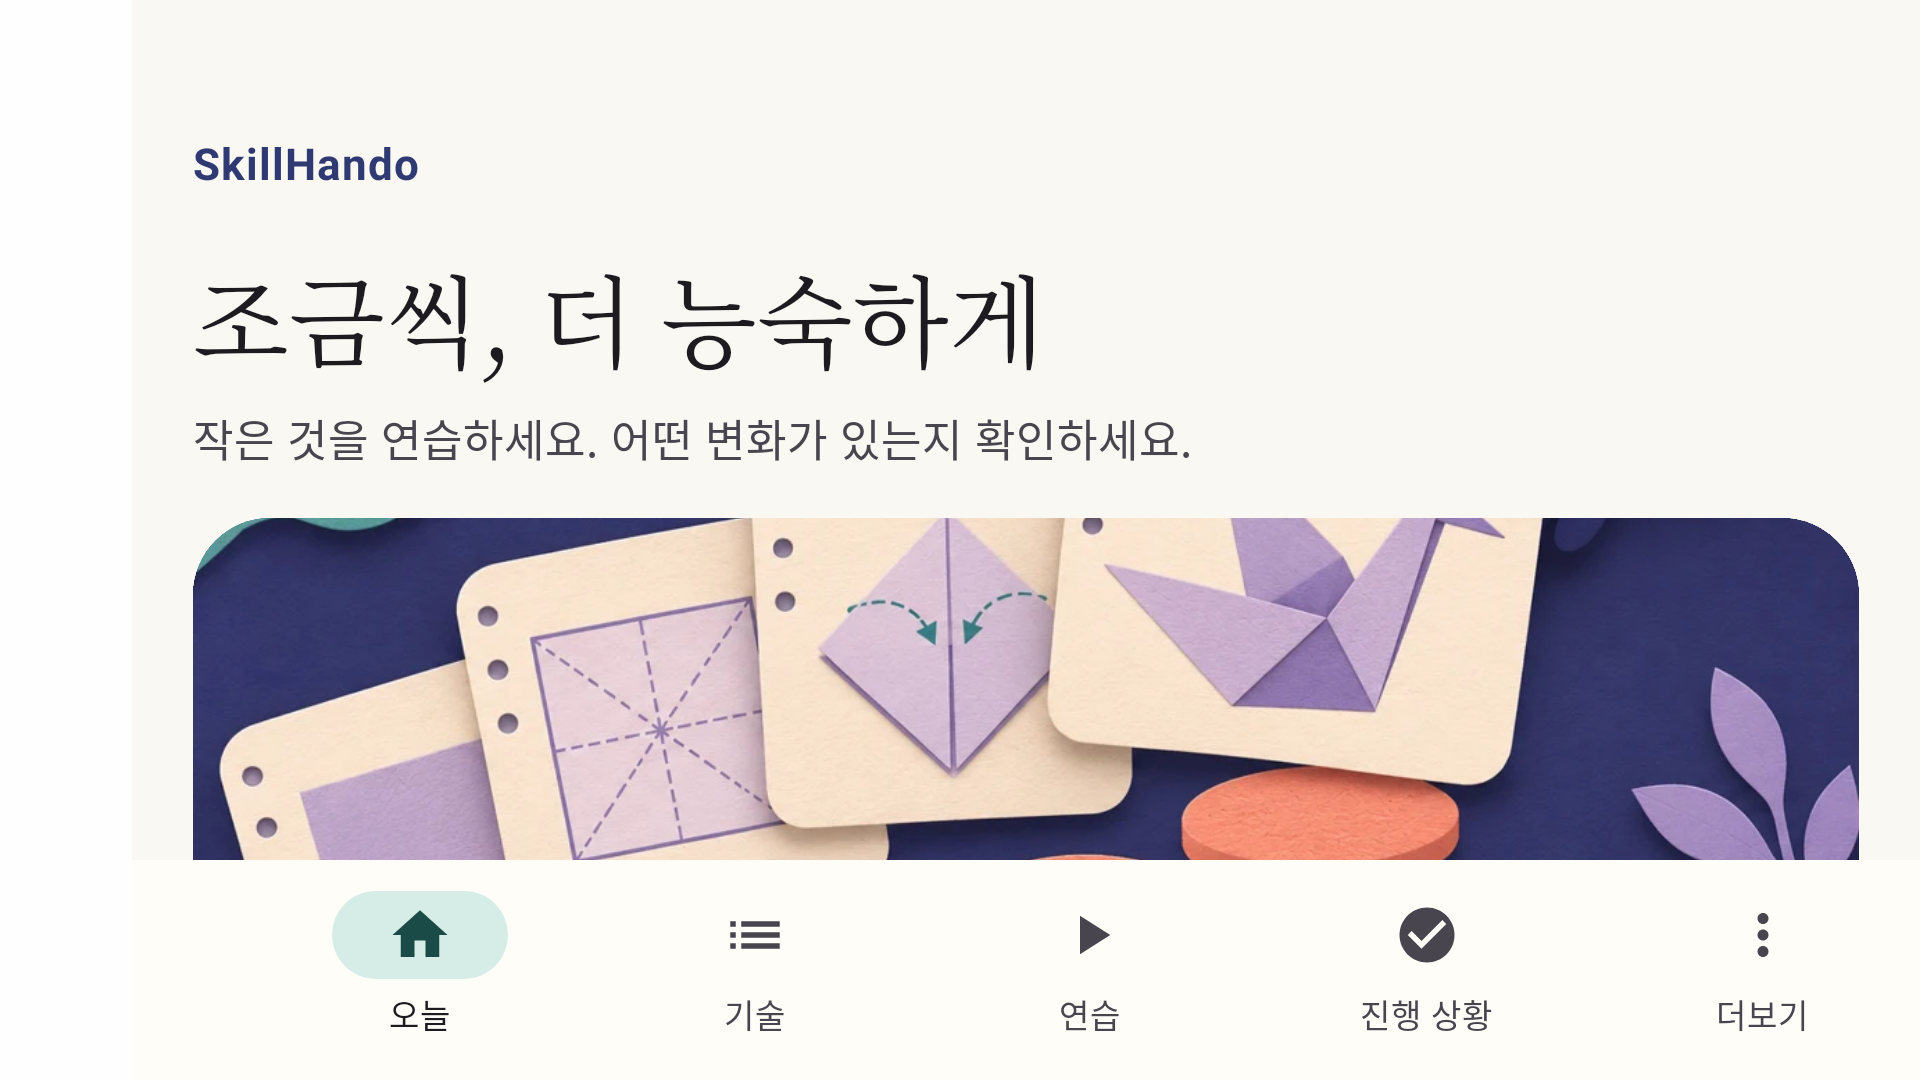 SkillHando
조금씩, 더 능숙하게
작은 것을 연습하세요. 어떤 변화가 있는지 확인하세요.
오늘
기술
연습
진행 상황
더보기